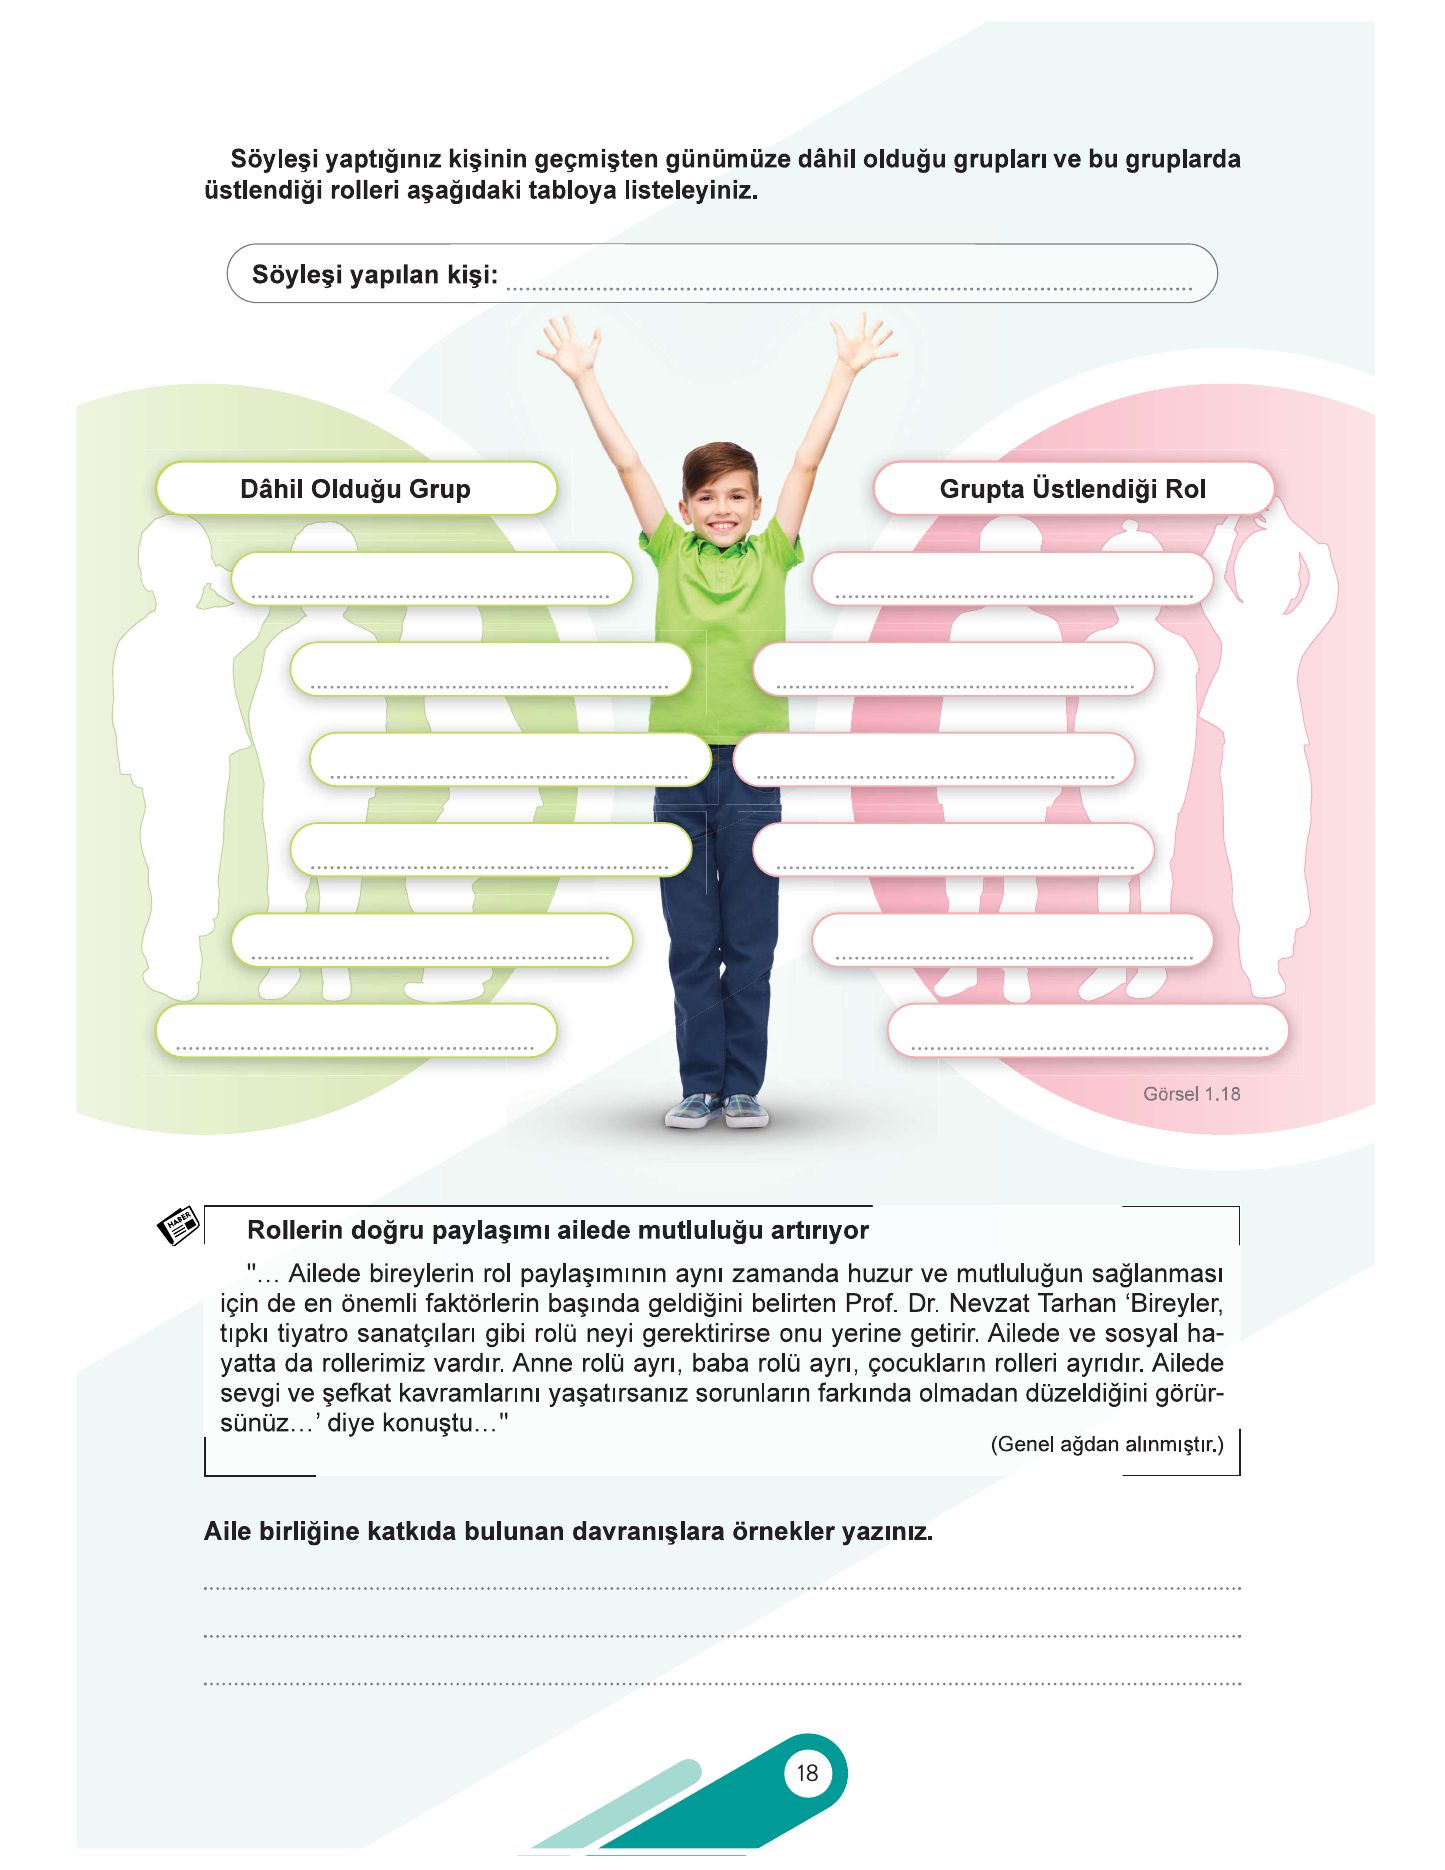 Söyleşi yaptığınız kişinin geçmişten günümüze dâhil olduğu grupları ve bu gruplarda
üstlendiği rolleri aşağıdaki tabloya listeleyiniz.
Söyleşi yapılan kişi:
Dâhil Olduğu Grup
Grupta Üstlendiği Rol
Görsel 1.18
HABER
Rollerin doğru paylaşımı ailede mutluluğu artırıyor
"… Ailede bireylerin rol paylaşımının aynı zamanda huzur ve mutluluğun sağlanması
için de en önemli faktörlerin başında geldiğini belirten Prof. Dr. Nevzat Tarhan ‘Bireyler,
tıpkı tiyatro sanatçıları gibi rolü neyi gerektirirse onu yerine getirir. Ailede ve sosyal ha-
yatta da rollerimiz vardır. Anne rolü ayrı, baba rolü ayrı, çocukların rolleri ayrıdır. Ailede
sevgi ve şefkat kavramlarını yaşatırsanız sorunların farkında olmadan düzeldiğini görür-
sünüz…’ diye konuştu…"
(Genel ağdan alınmıştır.)
Aile birliğine katkıda bulunan davranışlara örnekler yazınız.
18